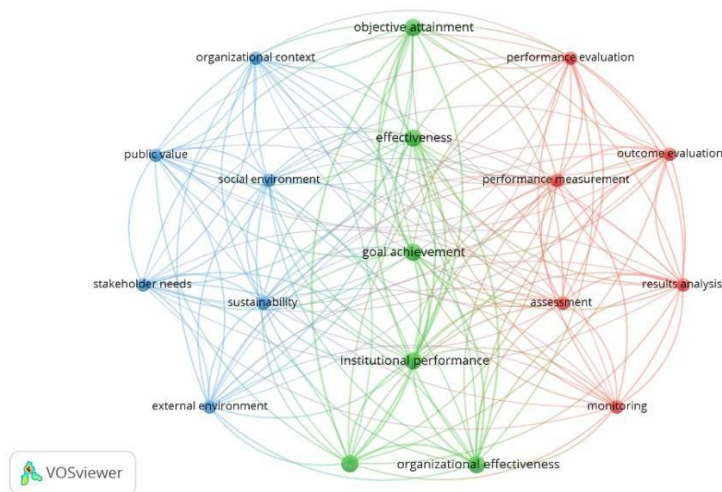 objective attainment
organizational context
performance evaluation
effectiveness
public value
outcome evaluation
social environment
performance measurement
goal achievement
stakeholder needs
results analysis
sustainability
assessment
institutional performance
external environment
monitoring
organizational effectiveness
VOSviewer